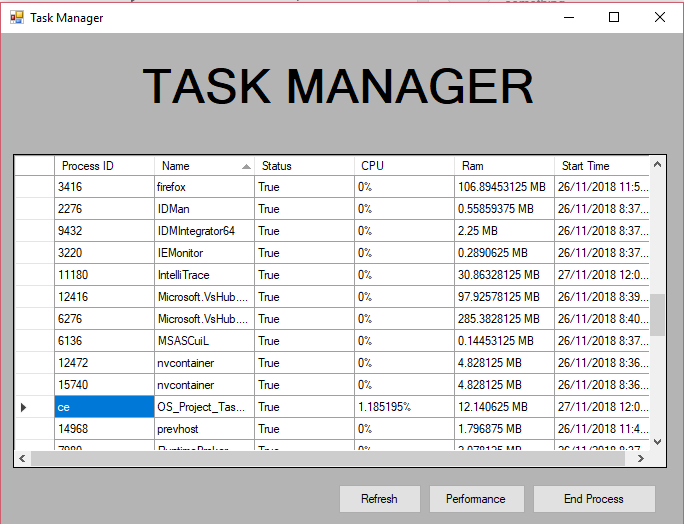 Task Manager
TASK MANAGER
Process ID Name Status CPU Ram Start Time
3416 firefox True 0% 106.89453125 MB 26/11/2018 11:5...
2276 IDMan True 0% 0.55859375 MB 26/11/2018 8:37...
9432 IDMIntegrator64 True 0% 2.25 MB 26/11/2018 8:37...
3220 IEMonitor True 0% 0.2890625 MB 26/11/2018 8:37...
11180 IntelliTrace True 0% 30.86328125 MB 27/11/2018 12:0...
12416 Microsoft.VsHub.... True 0% 97.92578125 MB 26/11/2018 8:39...
6276 Microsoft.VsHub.... True 0% 285.3828125 MB 26/11/2018 8:40...
6136 MSASCuiL True 0% 0.14453125 MB 26/11/2018 8:37...
12472 nvcontainer True 0% 4.828125 MB 26/11/2018 8:36...
15740 nvcontainer True 0% 4.828125 MB 26/11/2018 8:36...
ce OS_Project_Tas... True 1.185195% 12.140625 MB 27/11/2018 12:0...
14968 prevhost True 0% 1.796875 MB 26/11/2018 11:4...
7980 RuntimeBroker True 0% 2.078125 MB 26/11/2018 8:37...
Refresh Performance End Process